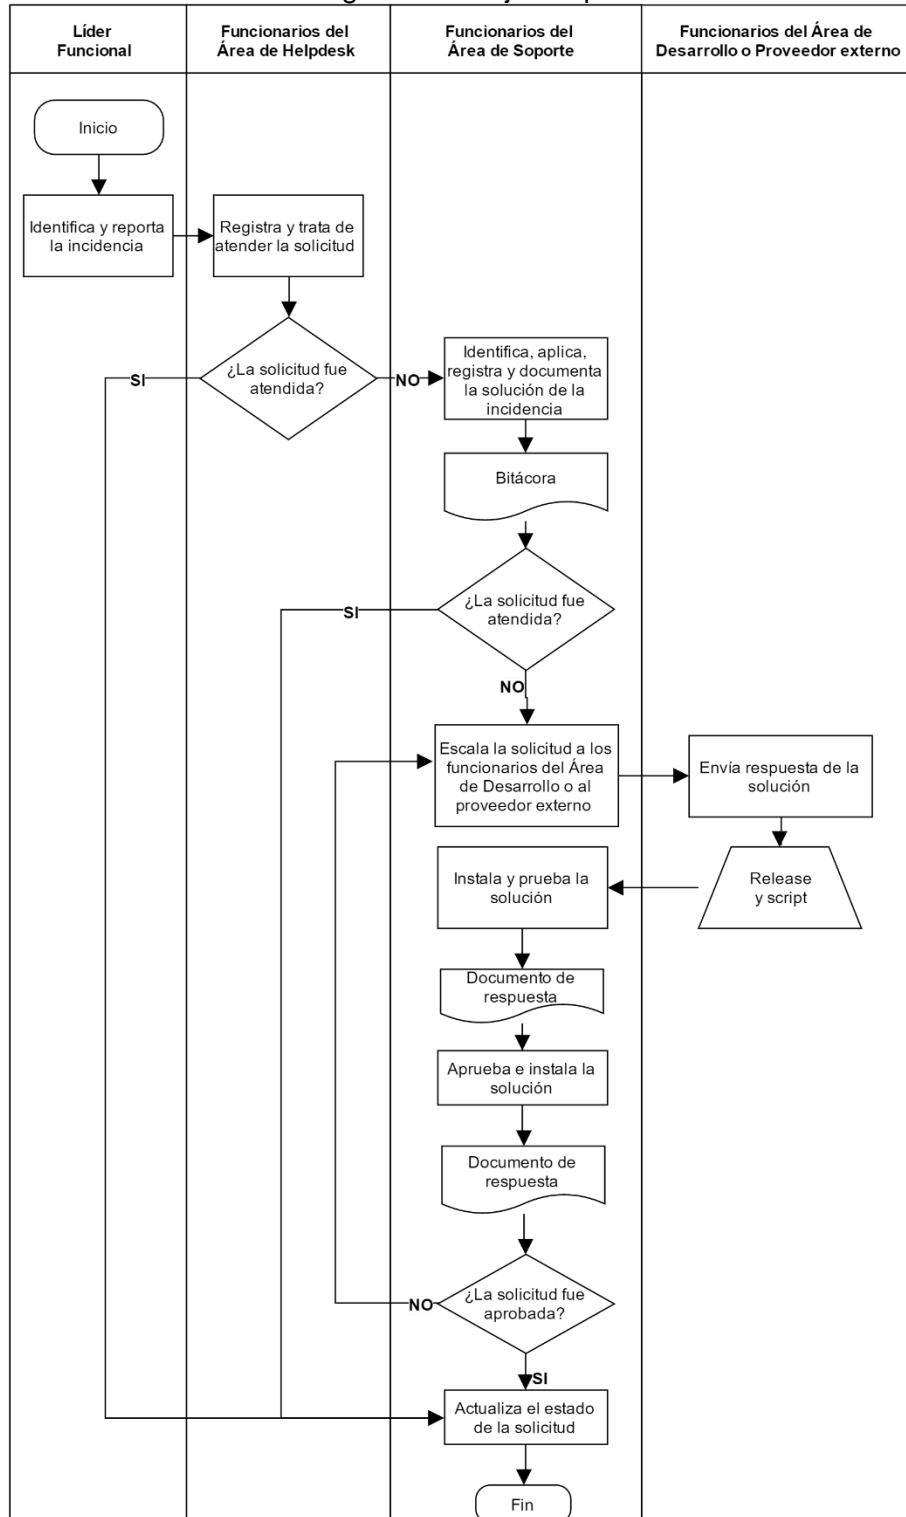 Líder
Funcional
Funcionarios del
Área de Helpdesk
Funcionarios del
Área de Soporte
Funcionarios del Área de
Desarrollo o Proveedor externo
Inicio
Identifica y reporta
la incidencia
Registra y trata de
atender la solicitud
¿La solicitud fue
atendida?
SI
NO
Identifica, aplica,
registra y documenta
la solución de la
incidencia
Bitácora
¿La solicitud fue
atendida?
SI
NO
Escala la solicitud a los
funcionarios del Área
de Desarrollo o al
proveedor externo
Envía respuesta de la
solución
Release
y script
Instala y prueba la
solución
Documento de
respuesta
Aprueba e instala la
solución
Documento de
respuesta
¿La solicitud fue
aprobada?
NO
SI
Actualiza el estado
de la solicitud
Fin